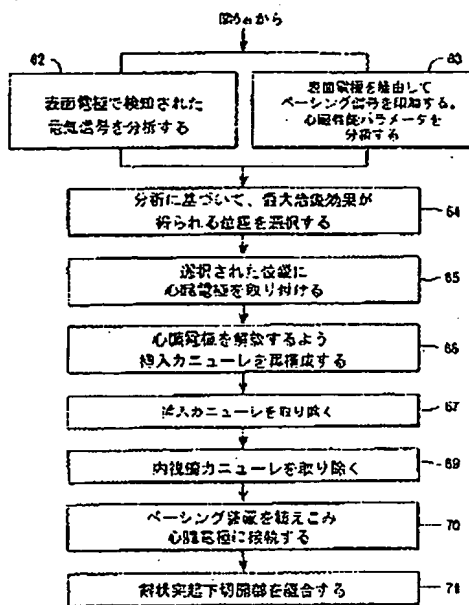 図5aから
62
63
表面電極で検知された
電気信号を分析する
表面電極を経由して
ペーシング信号を印加する。
心臓性能パラメータを
分析する
分析に基づいて、最大治療効果が
得られる位置を選択する
64
選択された位置に
心臓電極を取り付ける
65
心臓電極を解放するよう
挿入カニューレを再構成する
66
挿入カニューレを取り除く
67
内視鏡カニューレを取り除く
69
ペーシング装置を植えこみ
心臓電極に接続する
70
剣状突起下切開部を縫合する
71